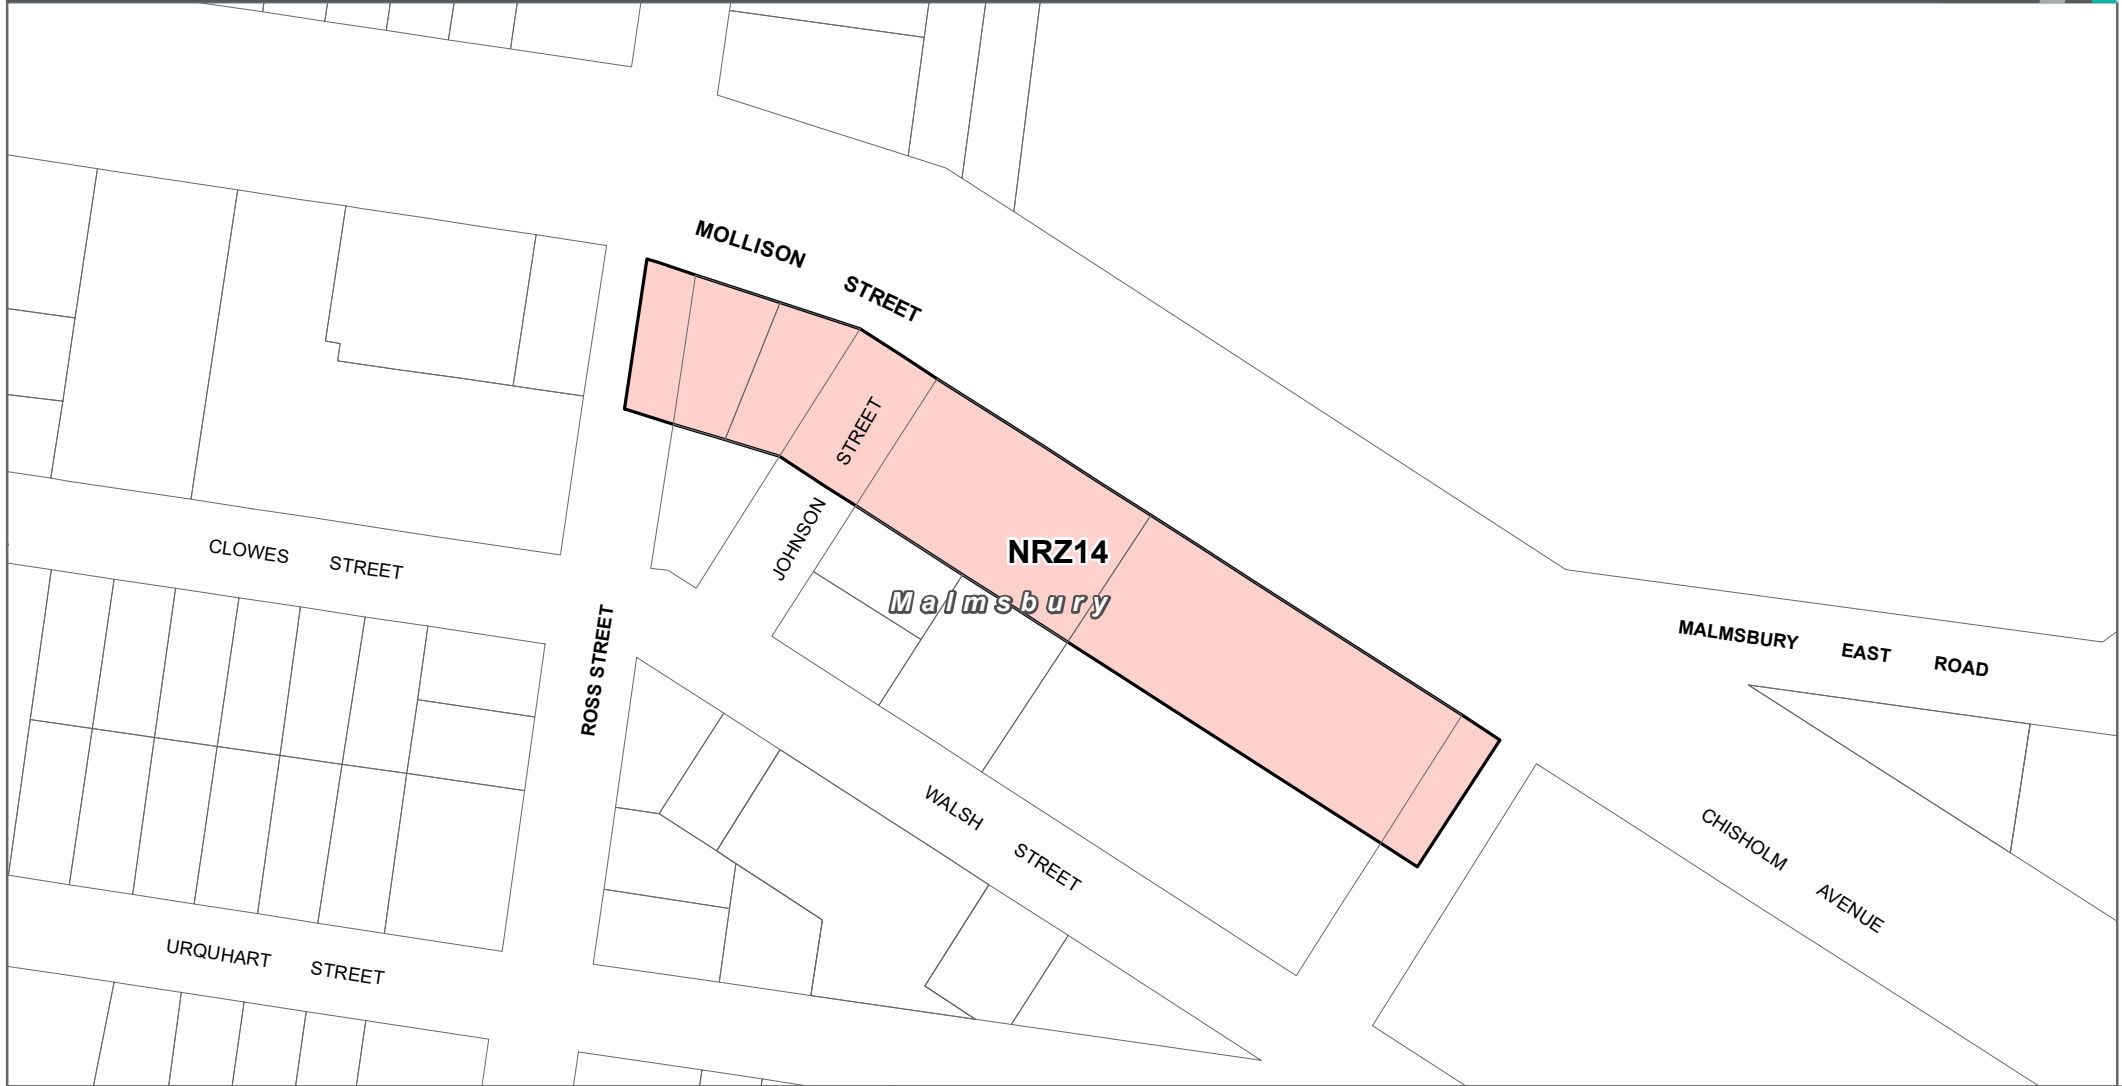 MOLLISON STREET
STREET
JOHNSON
NRZ14
Malmsbury
CLOWES STREET
ROSS STREET
MALMSBURY EAST ROAD
WALSH STREET
CHISHOLM AVENUE
URQUHART STREET